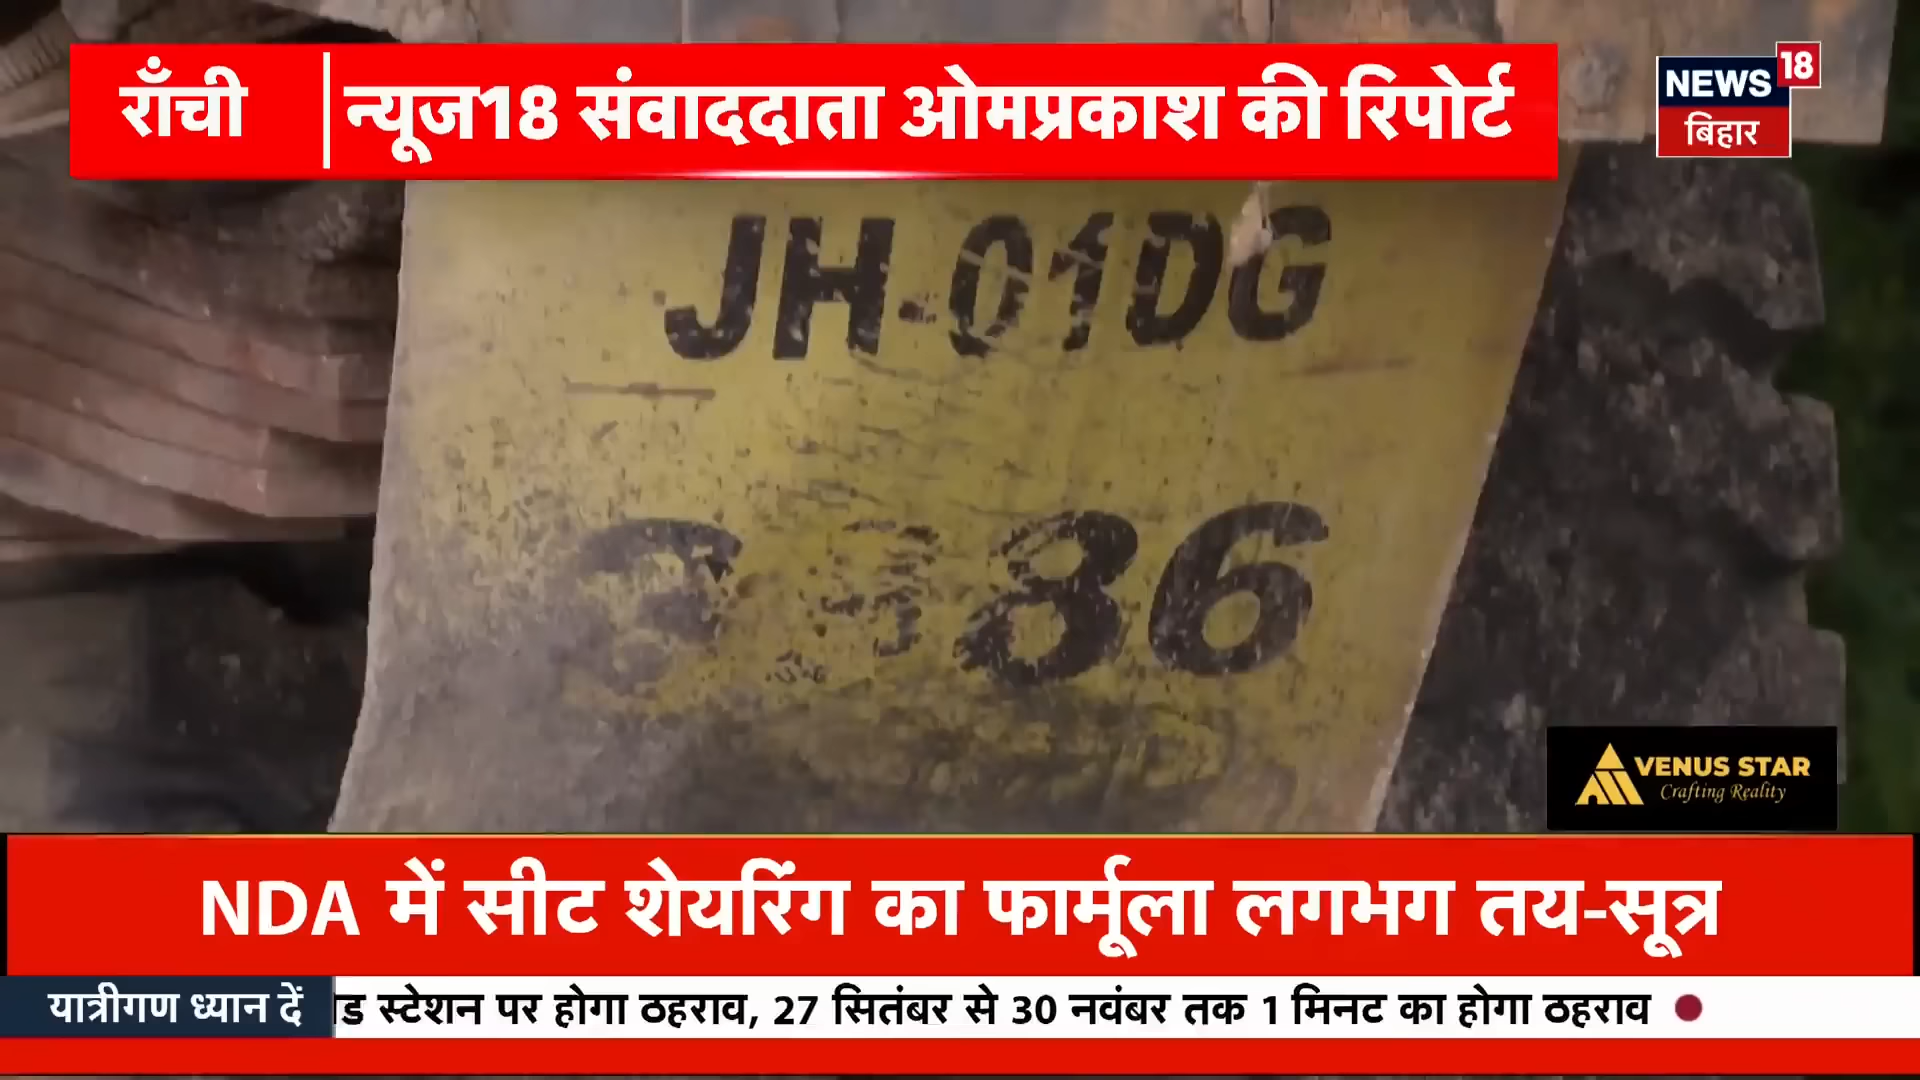 राँची
न्यूज18 संवाददाता ओमप्रकाश की रिपोर्ट
NEWS 18
बिहार
JH-01DG
VENUS STAR
Crafting Reality
NDA में सीट शेयरिंग का फार्मूला लगभग तय-सूत्र
यात्रीगण ध्यान दें
स्टेशन पर होगा ठहराव, 27 सितंबर से 30 नवंबर तक 1 मिनट का होगा ठहराव